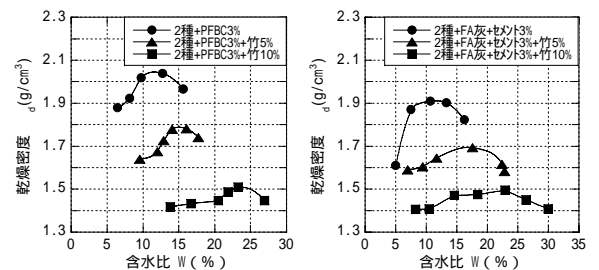 2.3
2.1
1.9
1.7
1.5
1.3
乾燥密度 d(g/cm³)
2種+PFBC3%
2種+PFBC3%+竹5%
2種+PFBC3%+竹10%
0 5 10 15 20 25 30
含水比 W(%)
2.3
2.1
1.9
1.7
1.5
1.3
乾燥密度 d(g/cm³)
2種+FA灰+ｾﾒﾝﾄ3%
2種+FA灰+ｾﾒﾝﾄ3%+竹5%
2種+FA灰+ｾﾒﾝﾄ3%+竹10%
0 5 10 15 20 25 30 35
含水比 W(%)